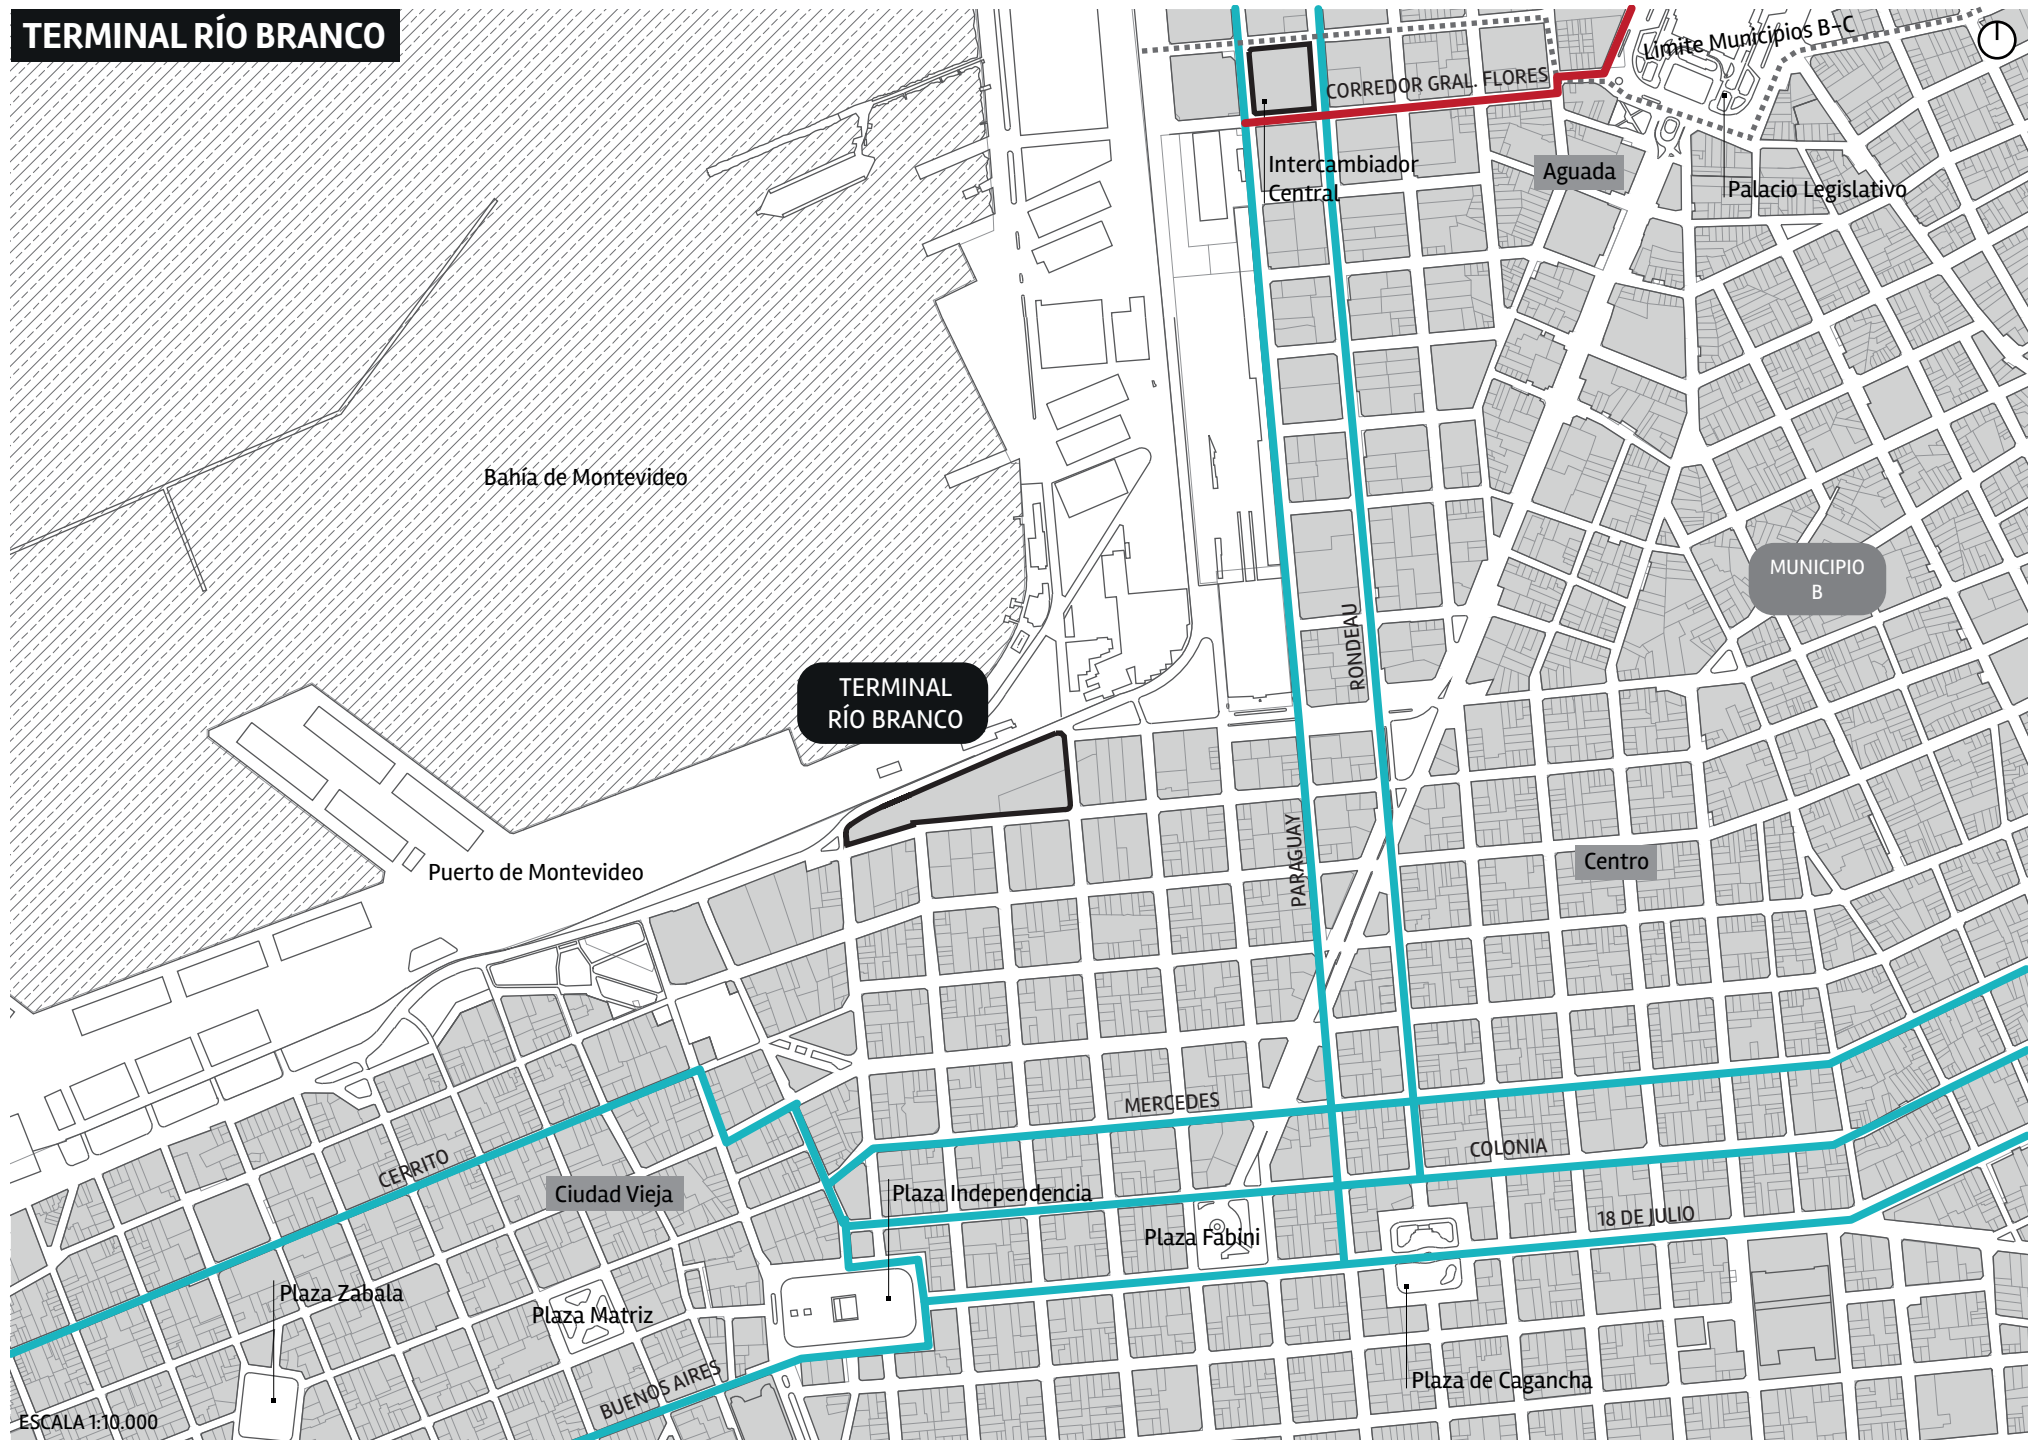 TERMINAL RÍO BRANCO
Límite Municipios B-C
CORREDOR GRAL. FLORES
Intercambiador
Central
Aguada
Palacio Legislativo
Bahía de Montevideo
MUNICIPIO
B
RONDEAU
TERMINAL
RÍO BRANCO
PARAGUAY
Centro
Puerto de Montevideo
MERCEDES
COLONIA
CERRITO
Ciudad Vieja
Plaza Independencia
18 DE JULIO
Plaza Fabini
Plaza Zabala
Plaza Matriz
Plaza de Cagancha
BUENOS AIRES
ESCALA 1:10.000